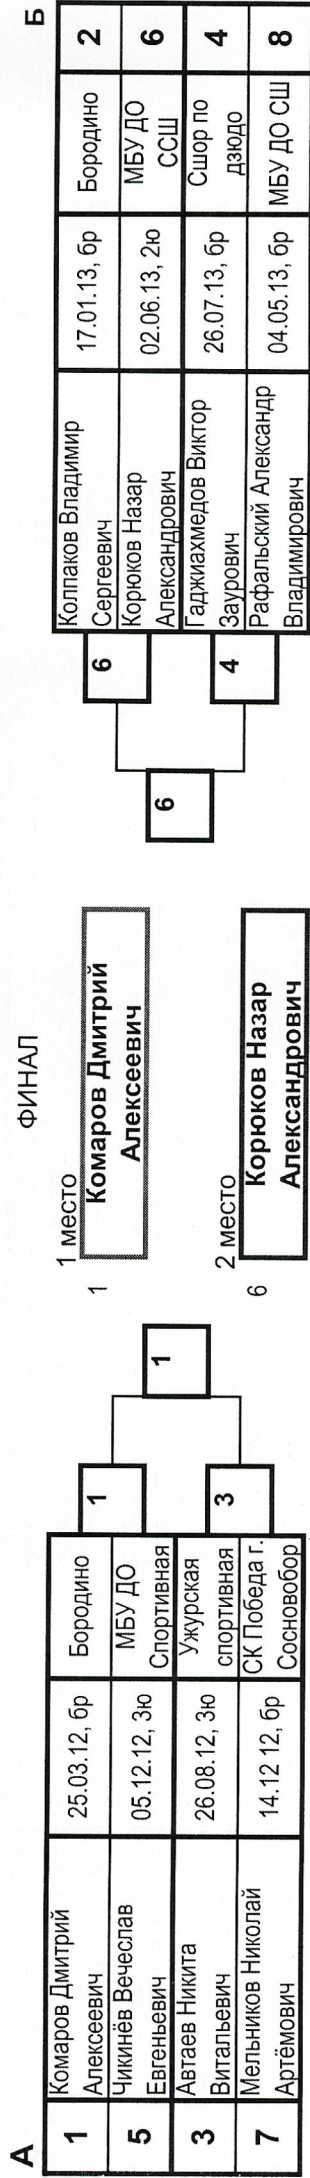 А
1
Комаров Дмитрий
Алексеевич
25.03.12, бр
Бородино
5
Чикинёв Вечеслав
Евгеньевич
05.12.12, 3ю
МБУ ДО
Спортивная
3
Автаев Никита
Витальевич
26.08.12, 3ю
Ужурская
спортивная
7
Мельников Николай
Артёмович
14.12 12, бр
СК Победа г.
Сосновобор
1
3
1
ФИНАЛ
1 место
1
Комаров Дмитрий
Алексеевич
2 место
6
Корюков Назар
Александрович
Б
6
4
6
Колпаков Владимир
Сергеевич
17.01.13, бр
Бородино
2
Корюков Назар
Александрович
02.06.13, 2ю
МБУ ДО
ССШ
6
Гаджиахмедов Виктор
Заурович
26.07.13, бр
Сшор по
дзюдо
4
Рафальский Александр
Владимирович
04.05.13, бр
МБУ ДО СШ
8